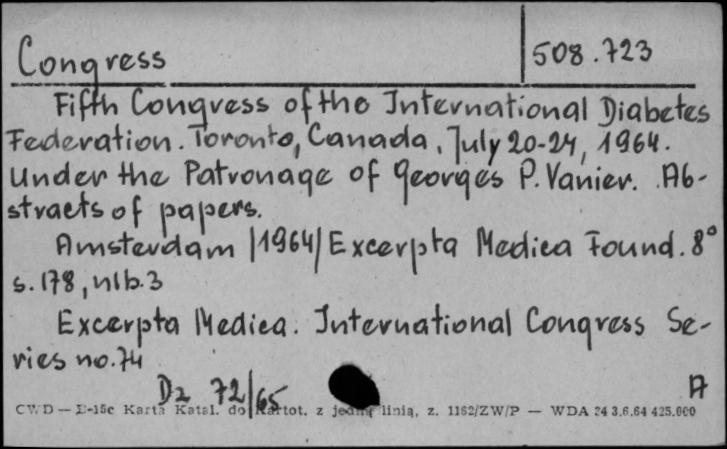 Congress
508.723
Fifth Congress of the International Diabetes
Federation. Toronto, Canada, July 20-24, 1964.
Under the Patronage of Georges P. Vanier. Ab-
stracts of papers.
Amsterdam /1964/ Excerpta Medica Found. 8°
s. 178, nlb. 3
Excerpta Medica. International Congress Se-
ries no. 74
Dz 72/65
A
CWD — Ł-15c Karta Katal. do Kartot. z jedną linią, z. 1162/ZW/P — WDA 24 3.6.64 425.000